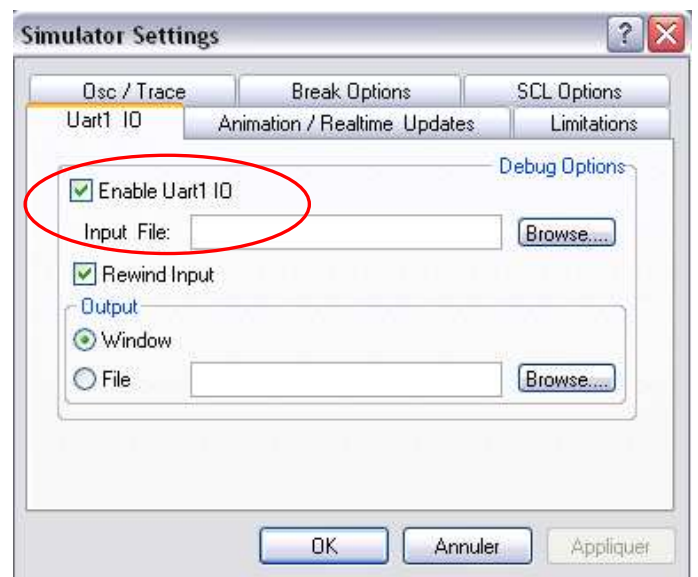 Simulator Settings
Osc / Trace Break Options SCL Options
Uart1 IO Animation / Realtime Updates Limitations
Debug Options
Enable Uart1 IO
Input File: Browse....
Rewind Input
Output
Window
File Browse....
OK Annuler Appliquer